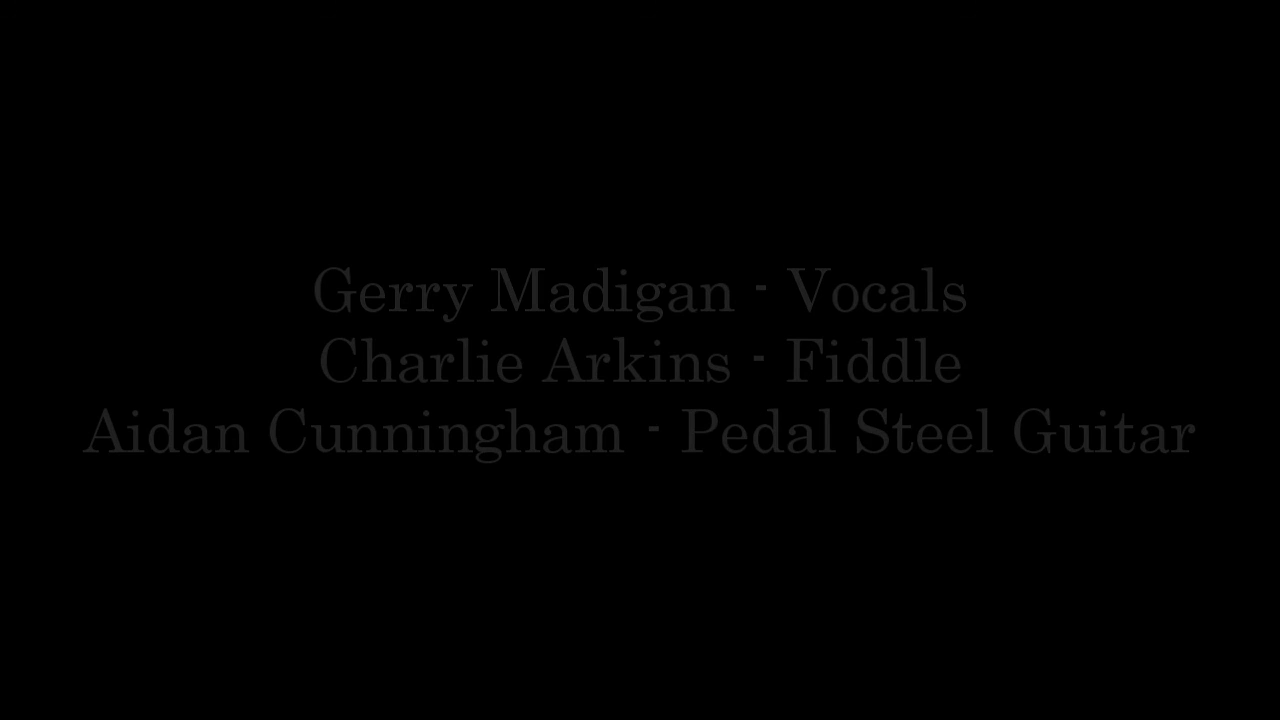 Gerry Madigan - Vocals
Charlie Arkins - Fiddle
Aidan Cunningham - Pedal Steel Guitar